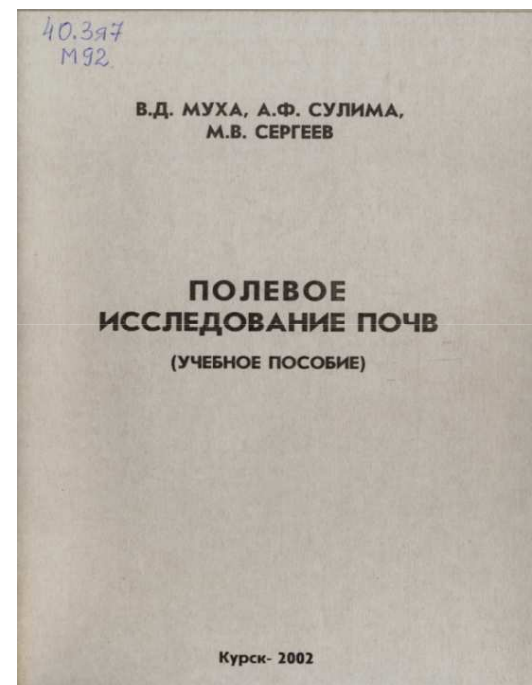 40.3я7
М92
В.Д. МУХА, А.Ф. СУЛИМА,
М.В. СЕРГЕЕВ
ПОЛЕВОЕ
ИССЛЕДОВАНИЕ ПОЧВ
(УЧЕБНОЕ ПОСОБИЕ)
Курск- 2002